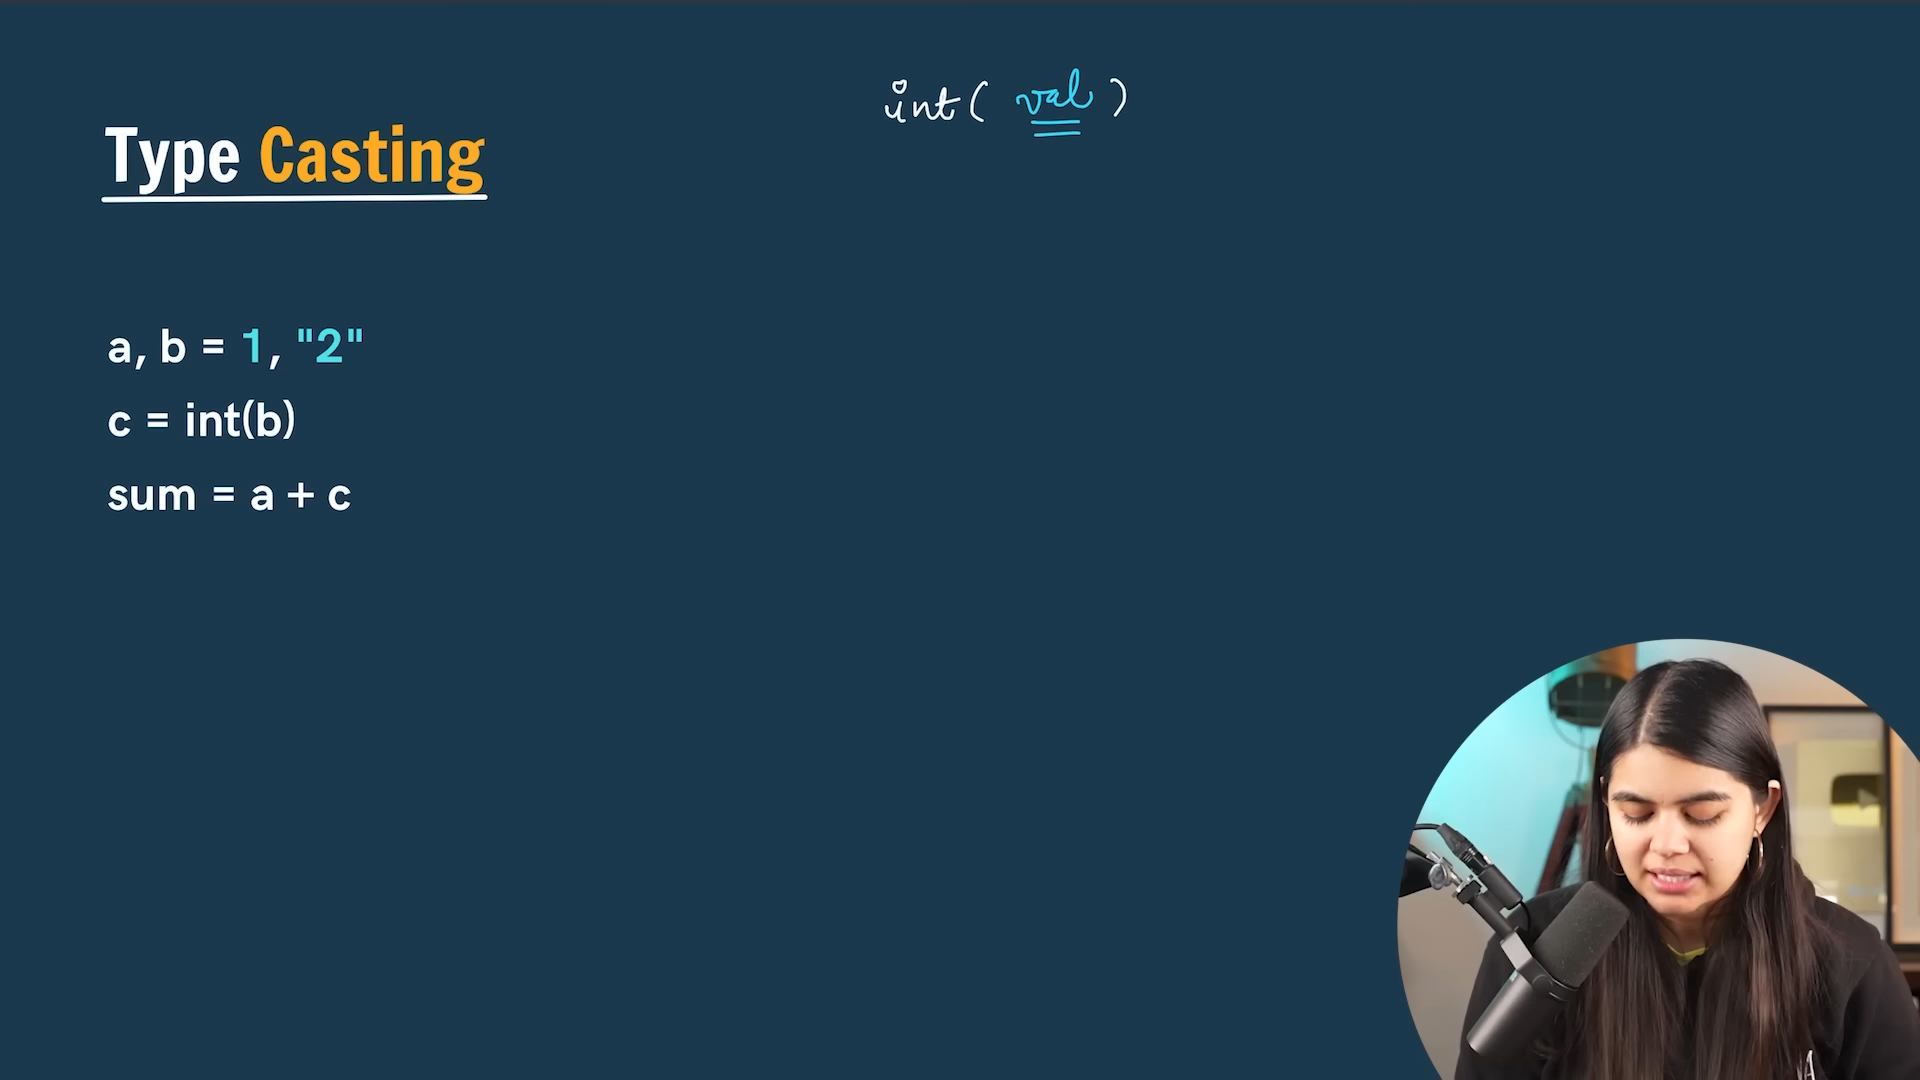 int( val )
Type Casting
a, b = 1, "2"
c = int(b)
sum = a + c